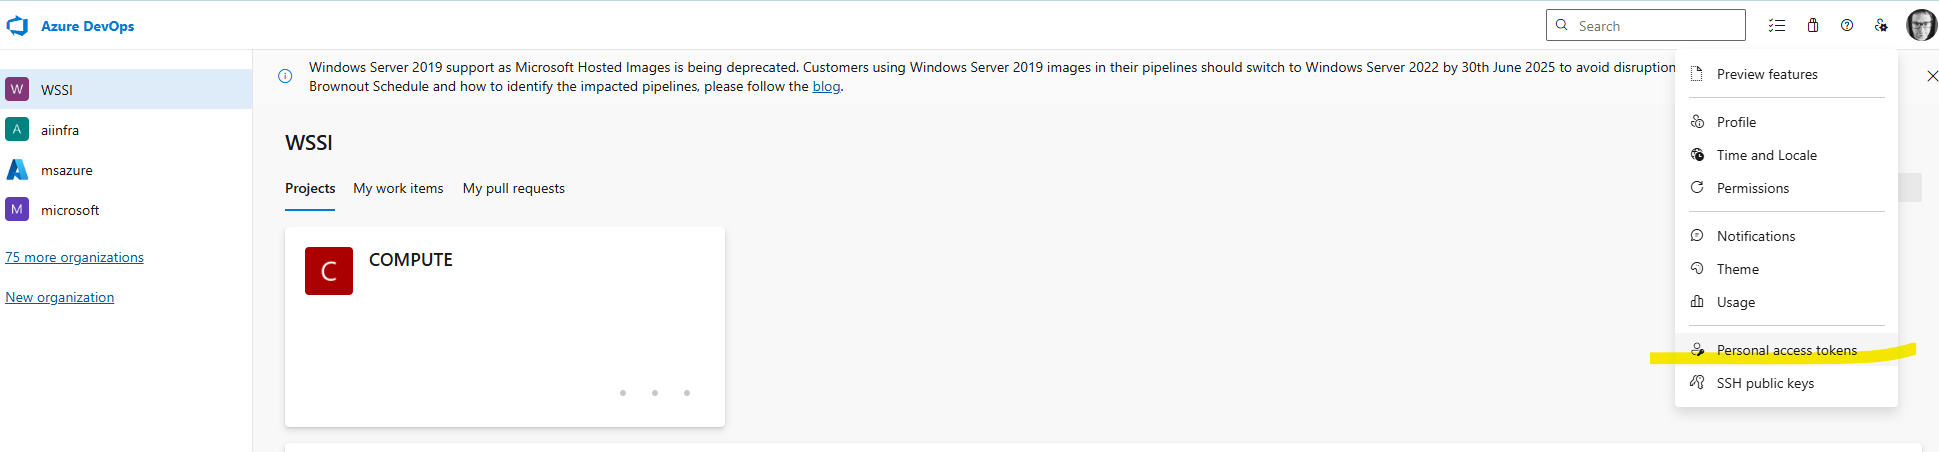 Azure DevOps
Search
W WSSI
A aiinfra
msazure
M microsoft
75 more organizations
New organization
Windows Server 2019 support as Microsoft Hosted Images is being deprecated. Customers using Windows Server 2019 images in their pipelines should switch to Windows Server 2022 by 30th June 2025 to avoid disruption
Brownout Schedule and how to identify the impacted pipelines, please follow the blog.
WSSI
Projects My work items My pull requests
C COMPUTE
Preview features
Profile
Time and Locale
Permissions
Notifications
Theme
Usage
Personal access tokens
SSH public keys